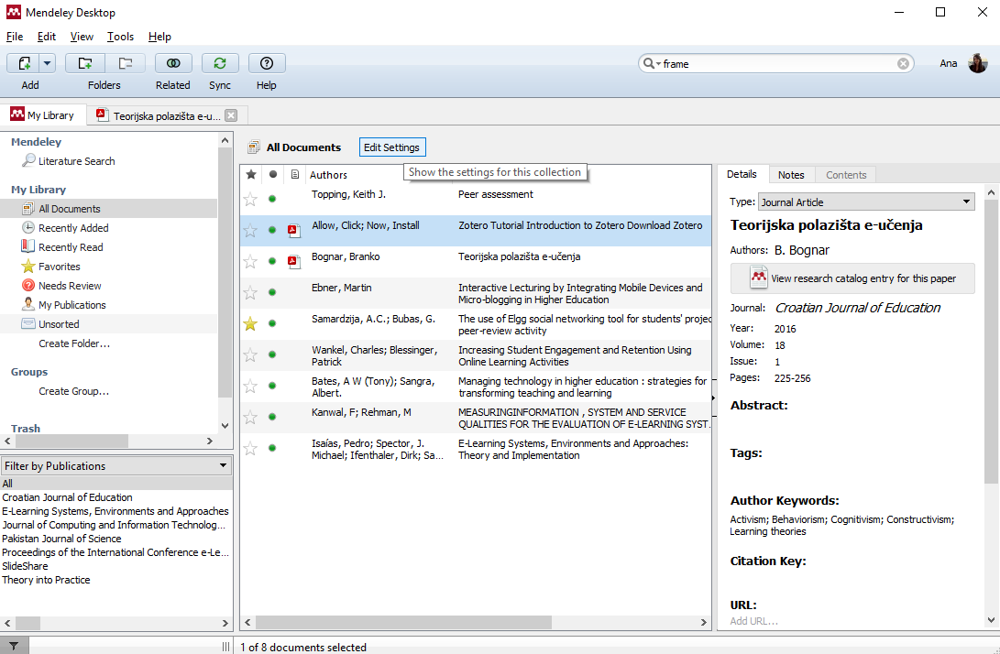 Mendeley Desktop
File Edit View Tools Help
frame
Ana
Add Folders Related Sync Help
My Library
Teorijska polazišta e-u...
Mendeley
Literature Search
My Library
All Documents
Recently Added
Recently Read
Favorites
Needs Review
My Publications
Unsorted
Create Folder...
Groups
Create Group...
Trash
Filter by Publications
All
Croatian Journal of Education
E-Learning Systems, Environments and Approaches
Journal of Computing and Information Technolog...
Pakistan Journal of Science
Proceedings of the International Conference e-Le...
SlideShare
Theory into Practice
All Documents Edit Settings
Show the settings for this collection
Authors
Topping, Keith J. Peer assessment
Allow, Click; Now, Install Zotero Tutorial Introduction to Zotero Download Zotero
Bognar, Branko Teorijska polazišta e-učenja
Ebner, Martin Interactive Lecturing by Integrating Mobile Devices and
Micro-blogging in Higher Education
Samardzija, A.C.; Bubas, G. The use of Elgg social networking tool for students' projec
peer-review activity
Wankel, Charles; Blessinger, Increasing Student Engagement and Retention Using
Patrick Online Learning Activities
Bates, A W (Tony); Sangra, Managing technology in higher education : strategies for
Albert. transforming teaching and learning
Kanwal, F; Rehman, M MEASURINGINFORMATION , SYSTEM AND SERVICE
QUALITIES FOR THE EVALUATION OF E-LEARNING SYST...
Isaías, Pedro; Spector, J. E-Learning Systems, Environments and Approaches:
Michael; Ifenthaler, Dirk; Sa... Theory and Implementation
Details Notes Contents
Type: Journal Article
Teorijska polazišta e-učenja
Authors: B. Bognar
View research catalog entry for this paper
Journal: Croatian Journal of Education
Year: 2016
Volume: 18
Issue: 1
Pages: 225-256
Abstract:
Tags:
Author Keywords:
Activism; Behaviorism; Cognitivism; Constructivism;
Learning theories
Citation Key:
URL:
Add URL...
1 of 8 documents selected